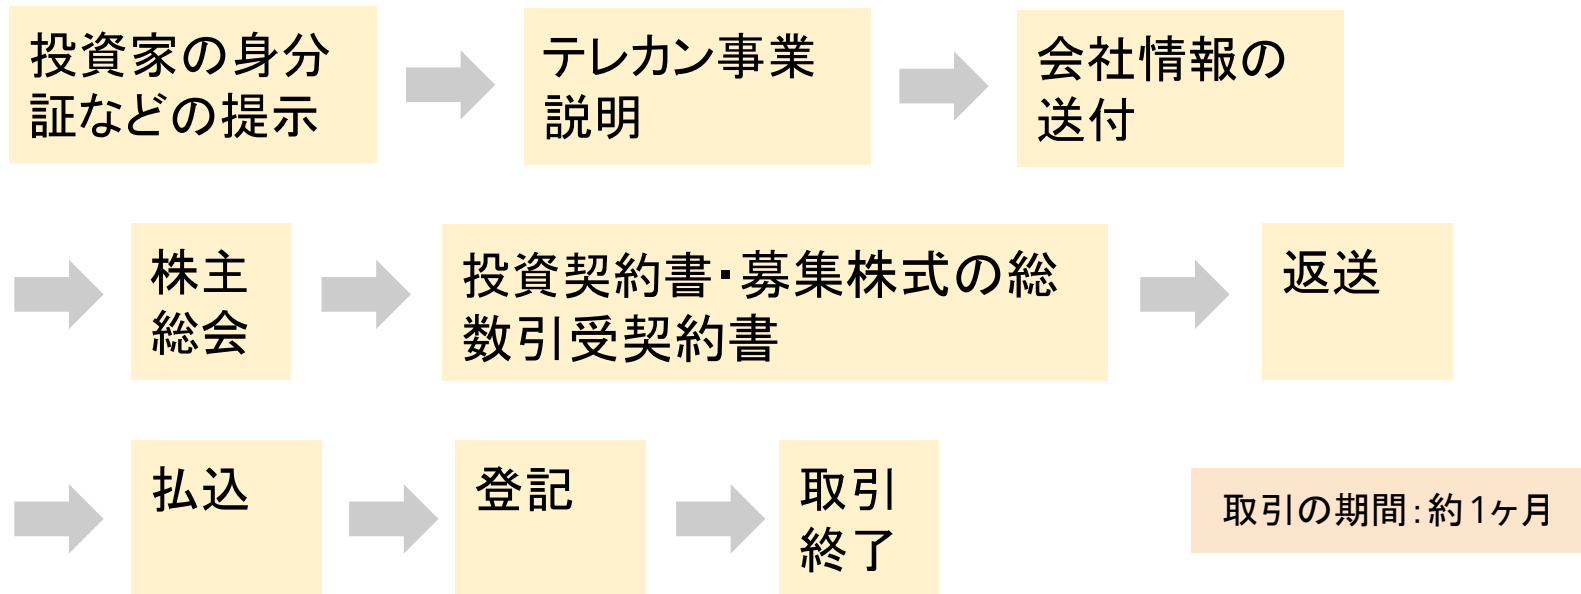 投資家の身分
証などの提示
テレカン事業
説明
会社情報の
送付
株主
総会
投資契約書・募集株式の総
数引受契約書
返送
払込
登記
取引
終了
取引の期間：約1ヶ月